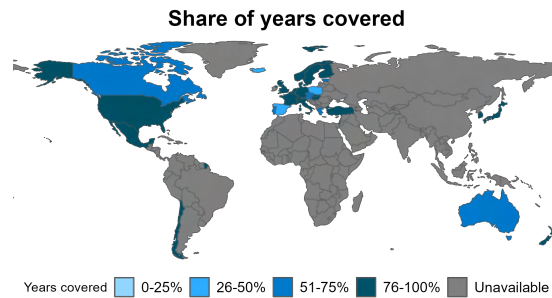 Share of years covered
Years covered 0-25% 26-50% 51-75% 76-100% Unavailable